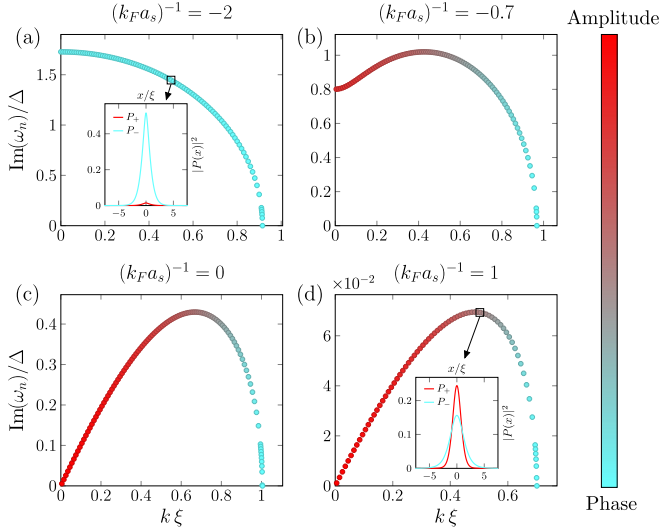 (k_F a_s)^{-1} = −2
(k_F a_s)^{-1} = −0.7
Amplitude
(a)
(b)
Im(ω_n)/Δ
1.5
1
0.5
0
0 0.2 0.4 0.6 0.8 1
x/ξ
P_+
P_−
|P(x)|^2
0.4
0.2
0
−5 0 5
1
0.8
0.6
0.4
0.2
0
0 0.2 0.4 0.6 0.8 1
(k_F a_s)^{-1} = 0
×10^{−2} (k_F a_s)^{-1} = 1
(c)
(d)
Im(ω_n)/Δ
0.4
0.3
0.2
0.1
0
0 0.2 0.4 0.6 0.8 1
k ξ
6
4
2
0
0 0.2 0.4 0.6
k ξ
x/ξ
P_+
P_−
|P(x)|^2
0.2
0.1
0
−5 0 5
Phase